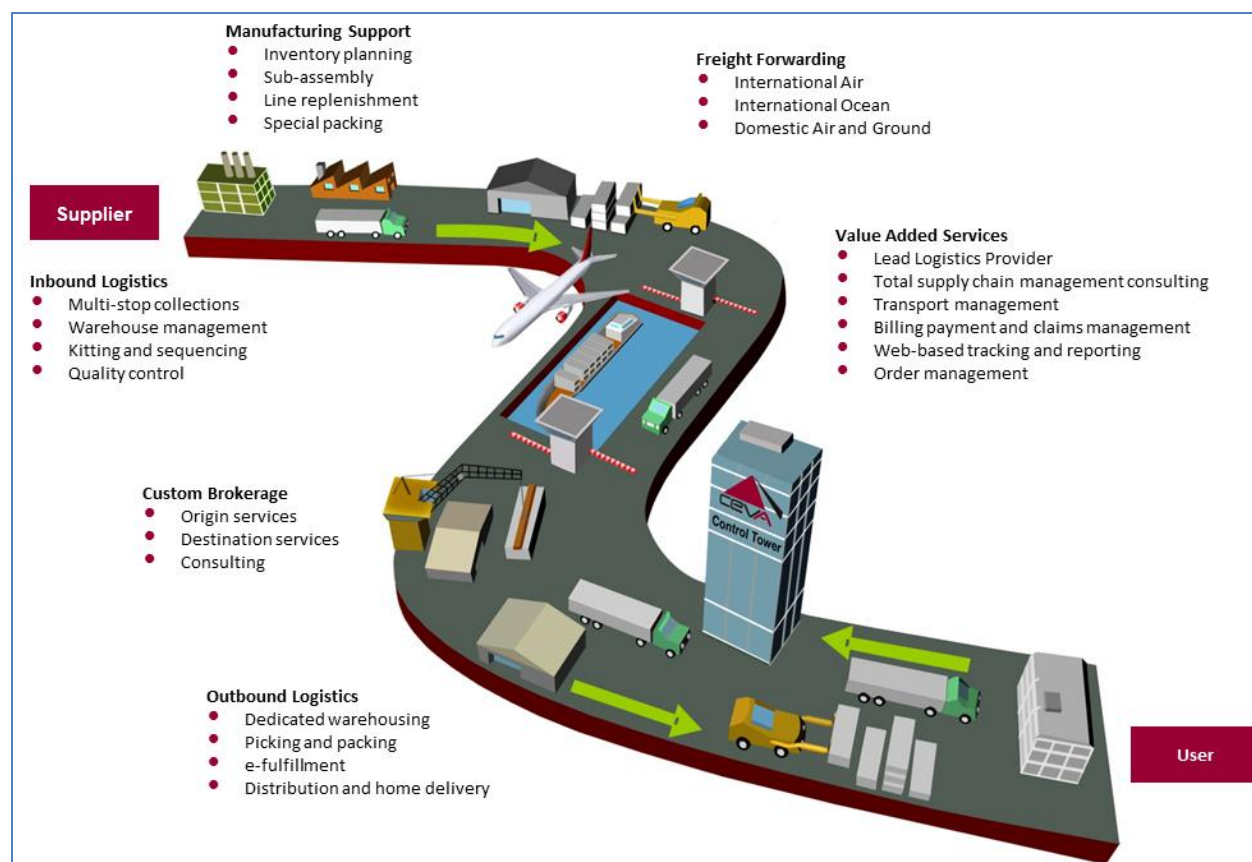 Manufacturing Support
Inventory planning
Sub-assembly
Line replenishment
Special packing
Freight Forwarding
International Air
International Ocean
Domestic Air and Ground
Supplier
Inbound Logistics
Multi-stop collections
Warehouse management
Kitting and sequencing
Quality control
Value Added Services
Lead Logistics Provider
Total supply chain management consulting
Transport management
Billing payment and claims management
Web-based tracking and reporting
Order management
Custom Brokerage
Origin services
Destination services
Consulting
CEVA
Control Tower
Outbound Logistics
Dedicated warehousing
Picking and packing
e-fulfillment
Distribution and home delivery
User